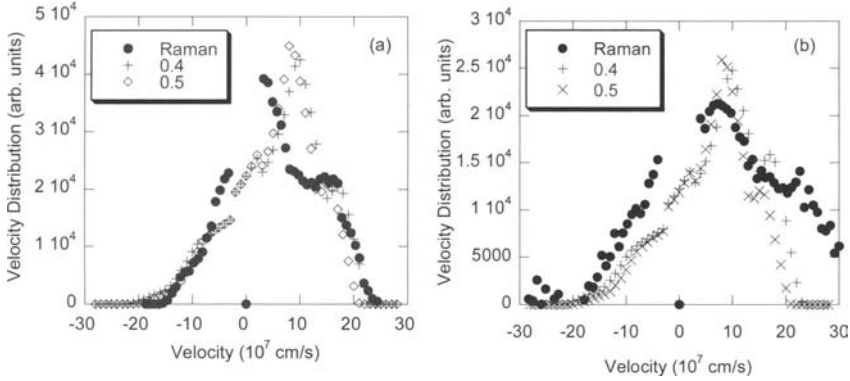 5 10⁴
4 10⁴
3 10⁴
2 10⁴
1 10⁴
0
Velocity Distribution (arb. units)
Raman
0.4
0.5
(a)
-30 -20 -10 0 10 20 30
Velocity (10⁷ cm/s)
3 10⁴
2.5 10⁴
2 10⁴
1.5 10⁴
1 10⁴
5000
0
Velocity Distribution (arb. units)
Raman
0.4
0.5
(b)
-30 -20 -10 0 10 20 30
Velocity (10⁷ cm/s)